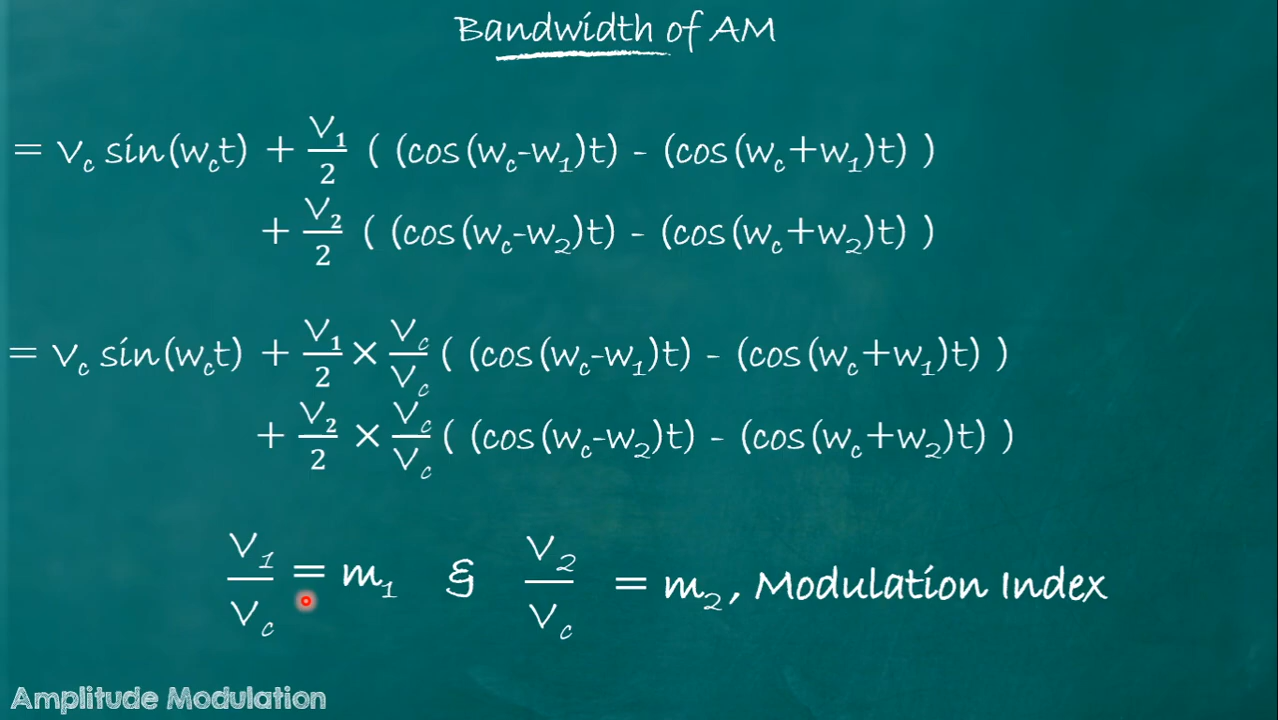 Bandwidth of AM
= Vc sin(wct) + V1/2 ( (cos(wc-w1)t) - (cos(wc+w1)t) )
+ V2/2 ( (cos(wc-w2)t) - (cos(wc+w2)t) )
= Vc sin(wct) + V1/2 × Vc/Vc ( (cos(wc-w1)t) - (cos(wc+w1)t) )
+ V2/2 × Vc/Vc ( (cos(wc-w2)t) - (cos(wc+w2)t) )
V1/Vc = m1 & V2/Vc = m2, Modulation Index
Amplitude Modulation